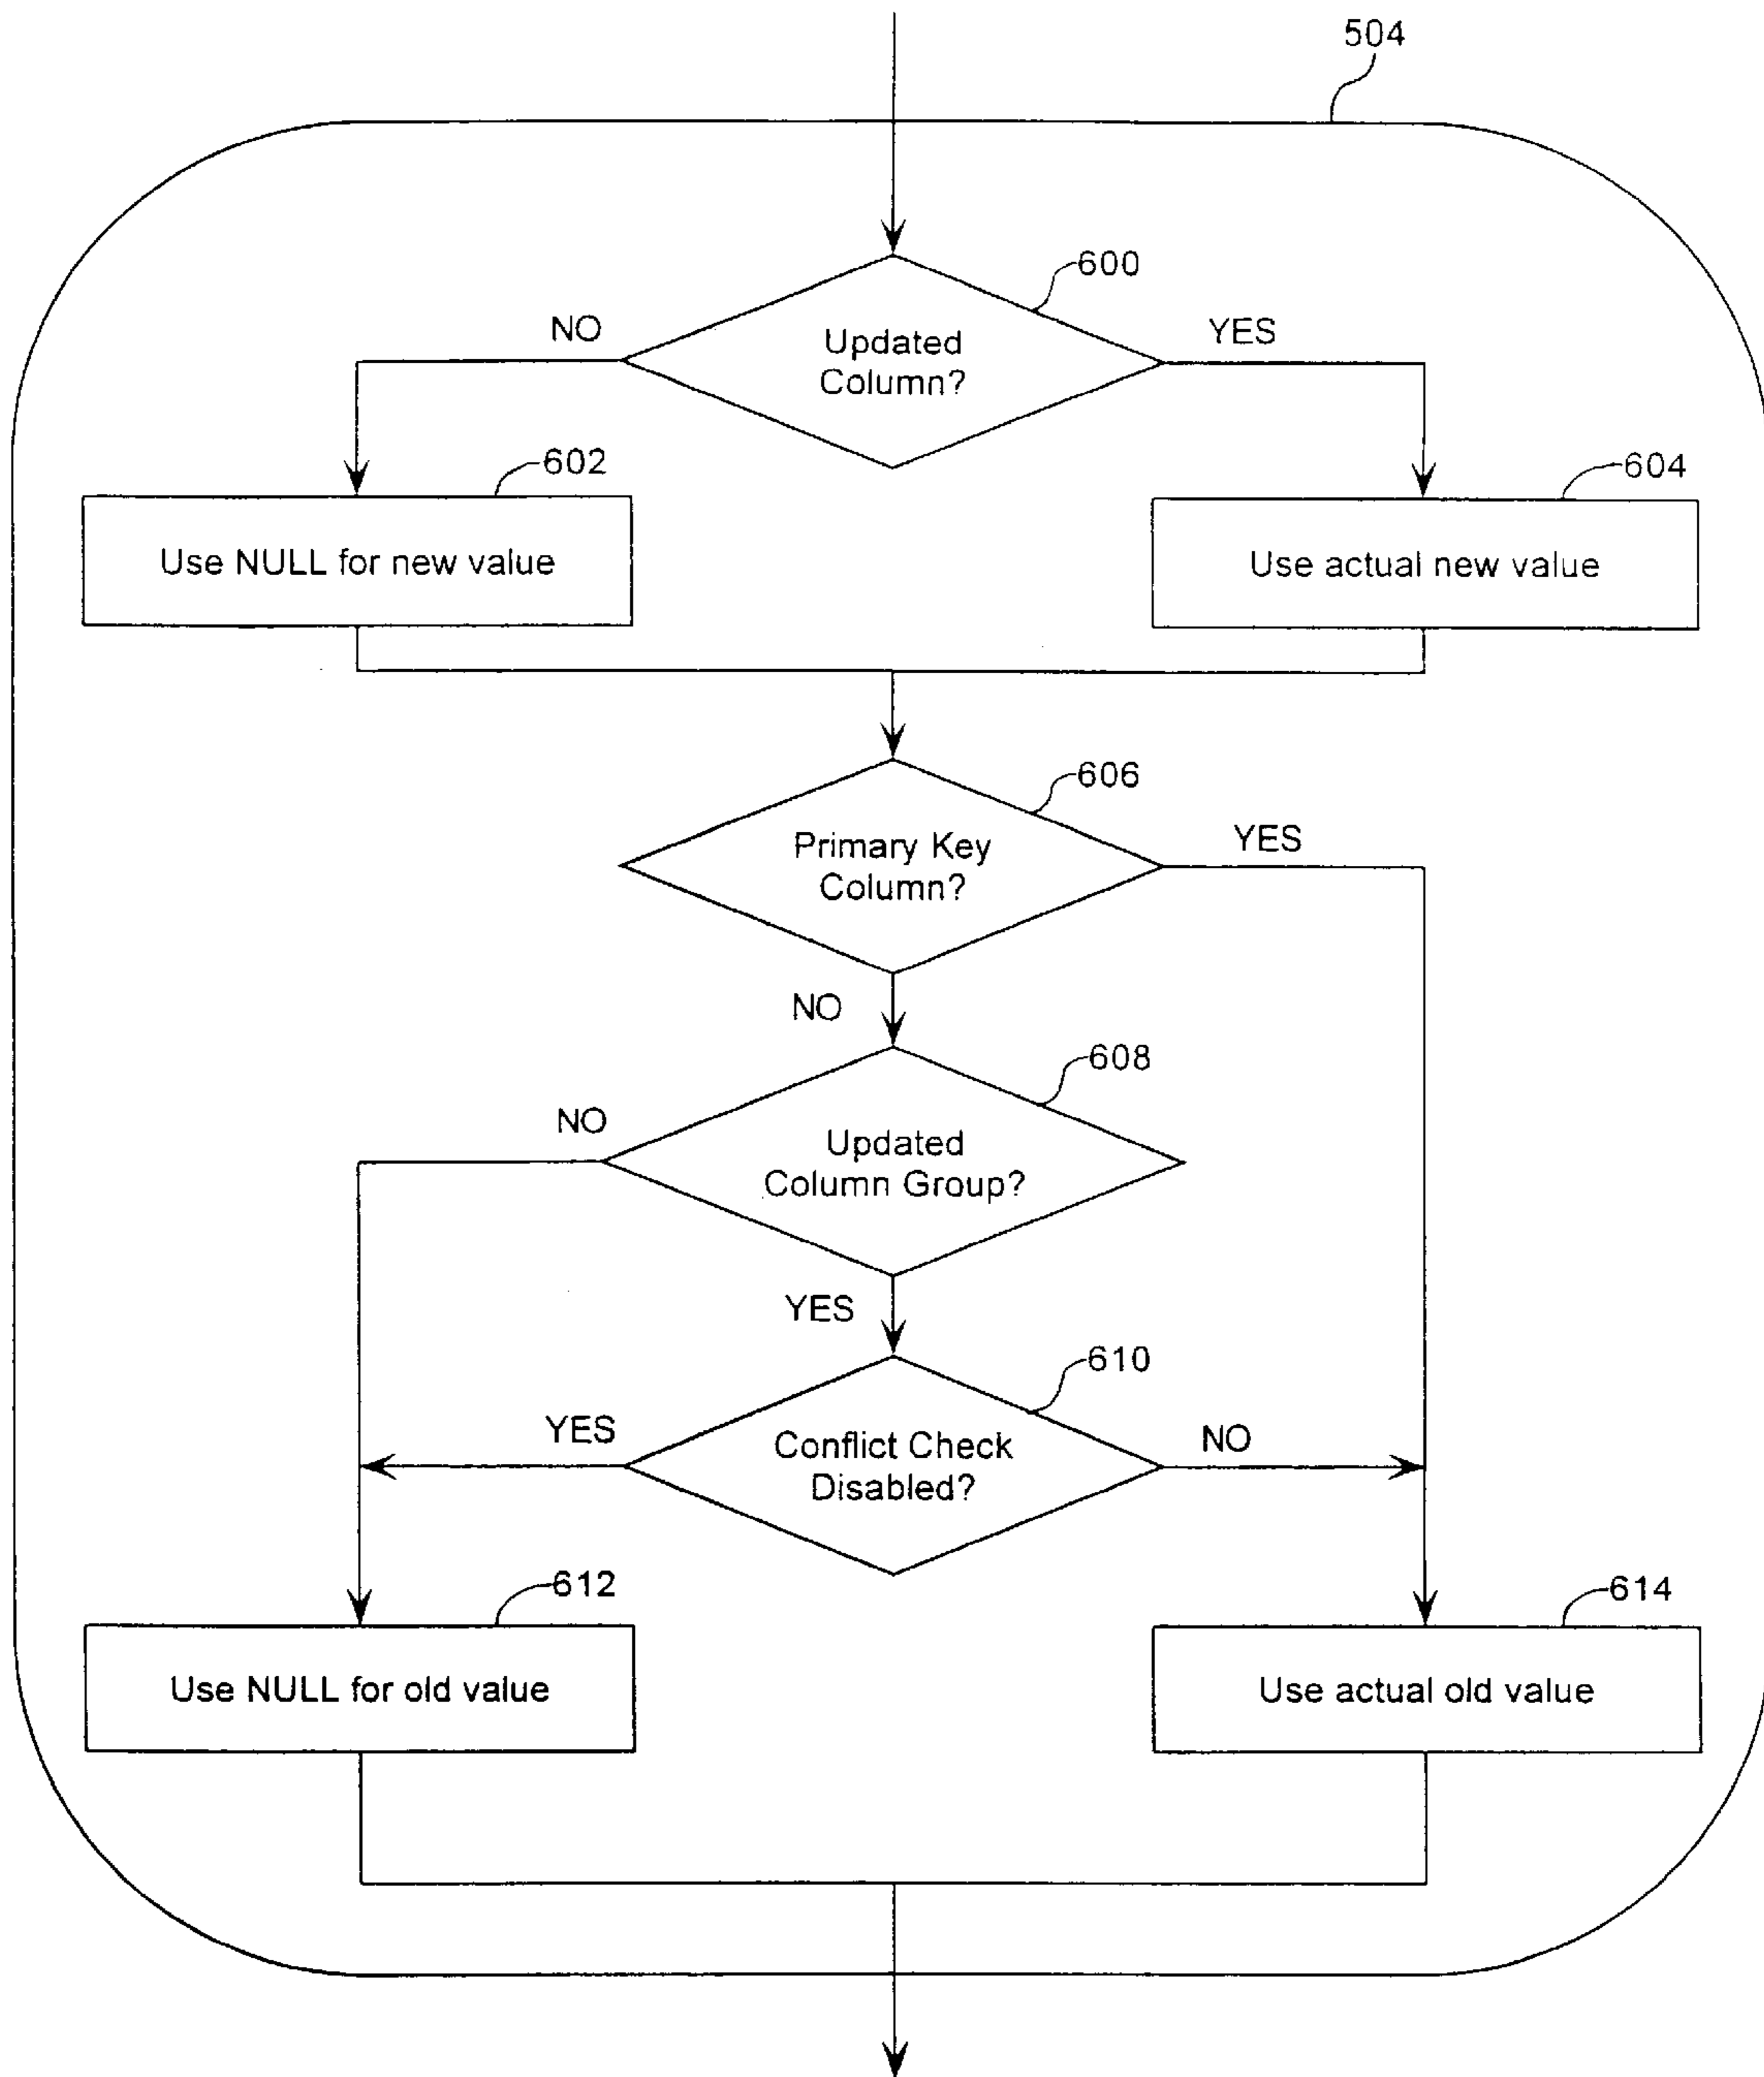 504
600
NO
YES
Updated
Column?
602
604
Use NULL for new value
Use actual new value
606
YES
Primary Key
Column?
NO
608
NO
Updated
Column Group?
YES
610
YES
NO
Conflict Check
Disabled?
612
614
Use NULL for old value
Use actual old value